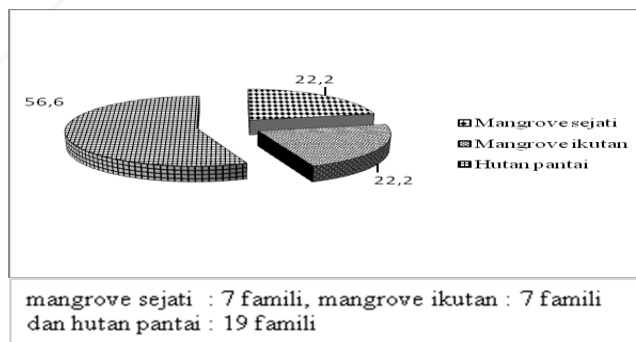 22,2
56,6
Mangrove sejati
Mangrove ikutan
Hutan pantai
22,2
mangrove sejati : 7 famili, mangrove ikutan : 7 famili
dan hutan pantai : 19 famili